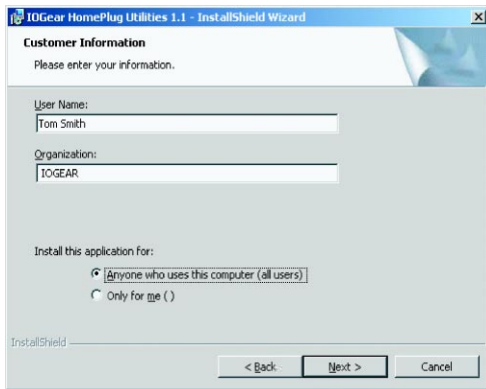 IOGear HomePlug Utilities 1.1 - InstallShield Wizard
Customer Information
Please enter your information.
User Name:
Tom Smith
Organization:
IOGEAR
Install this application for:
Anyone who uses this computer (all users)
Only for me ( )
InstallShield
< Back
Next >
Cancel